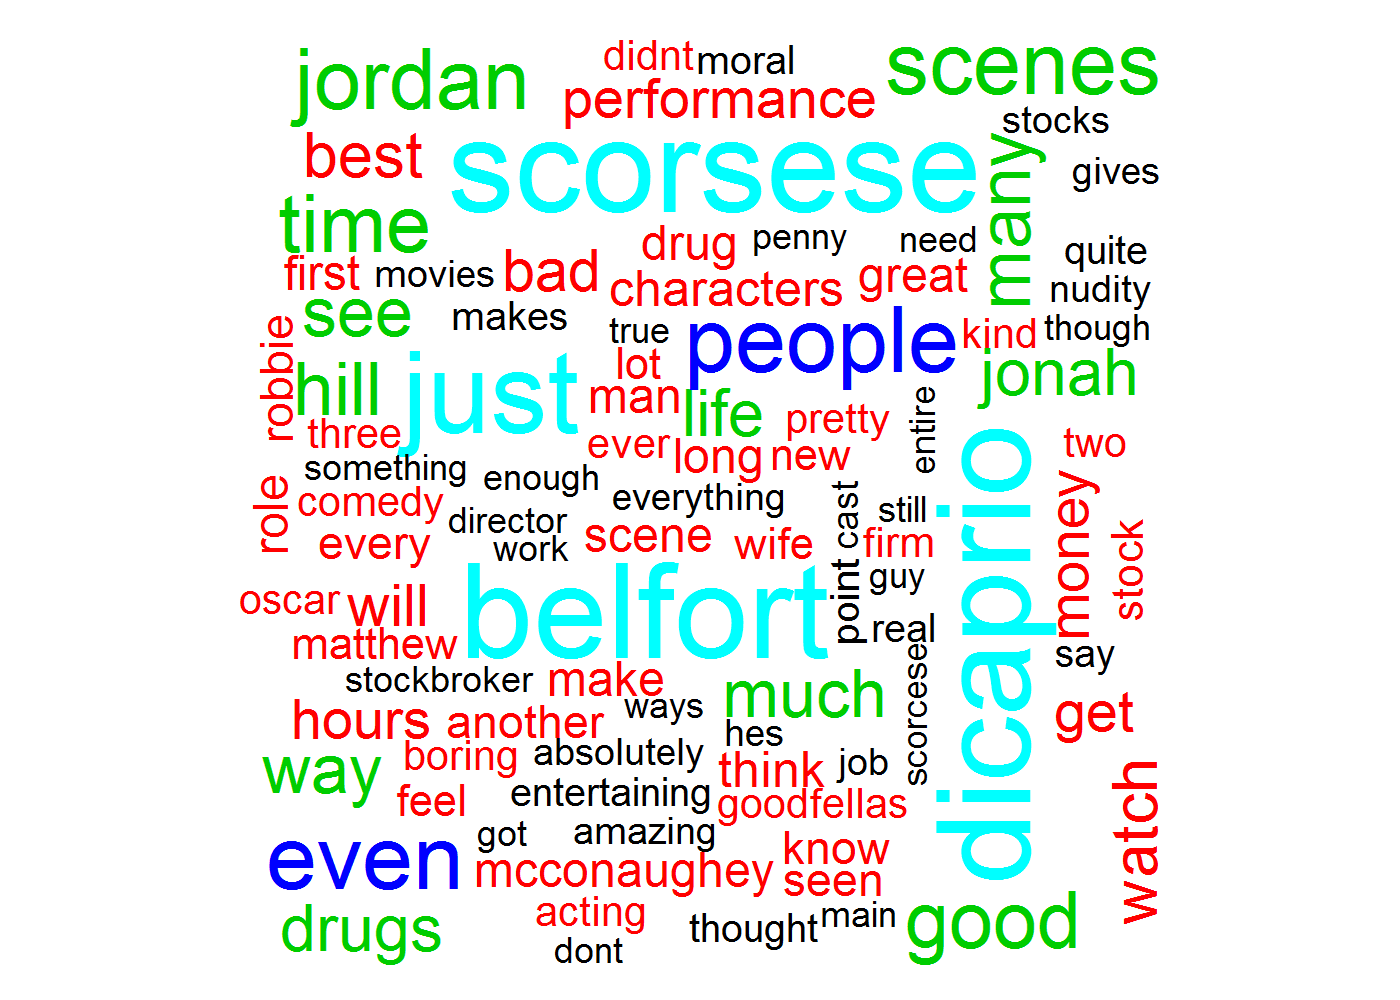 didnt moral
jordan performance scenes
stocks
best scorsese many gives
time drug penny need quite
first movies bad characters great nudity
see makes true people kind though
robbie hill just lot man life jonah
three ever pretty entire two
something enough long new
role comedy everything cast still dicaprio money stock
director
every work scene wife firm
oscar will belfort point guy
matthew real say
stockbroker make ways much scorcese get
hours another hes
way boring absolutely think job watch
feel entertaining goodfellas
even got amazing know
mcconaughey seen
drugs acting thought main good
dont